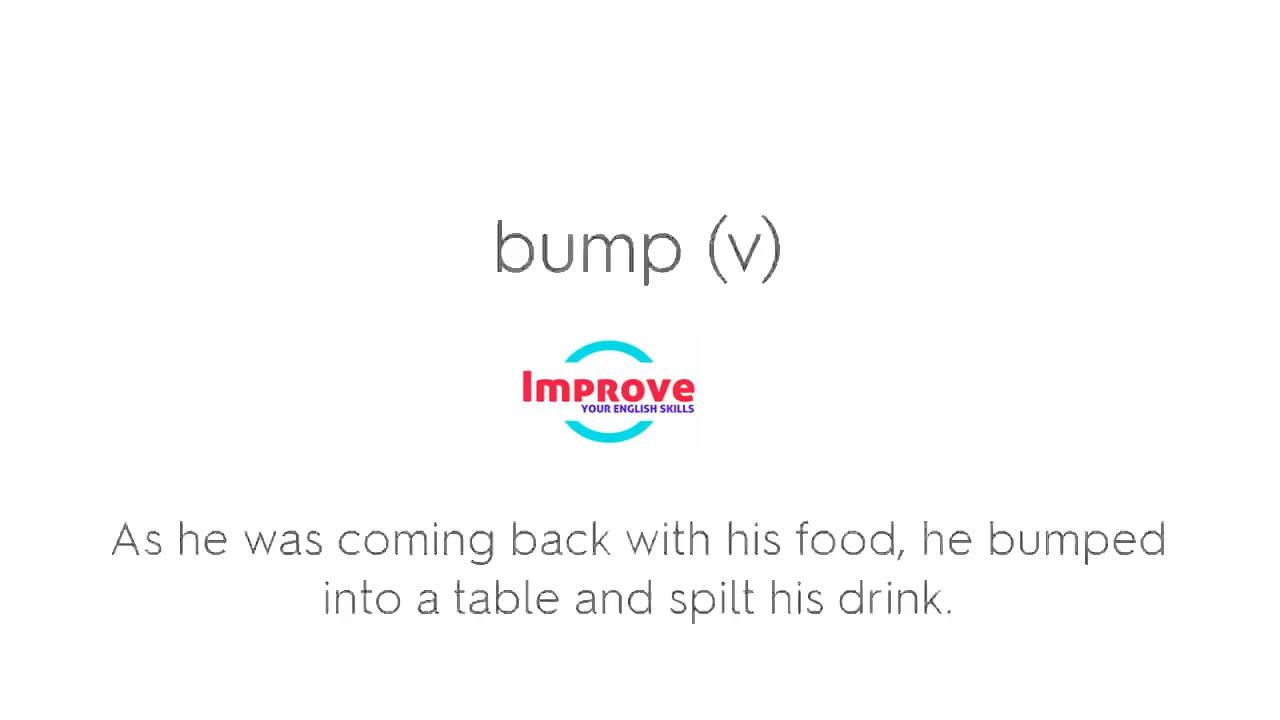 bump (v)
Improve
YOUR ENGLISH SKILLS
As he was coming back with his food, he bumped
into a table and spilt his drink.